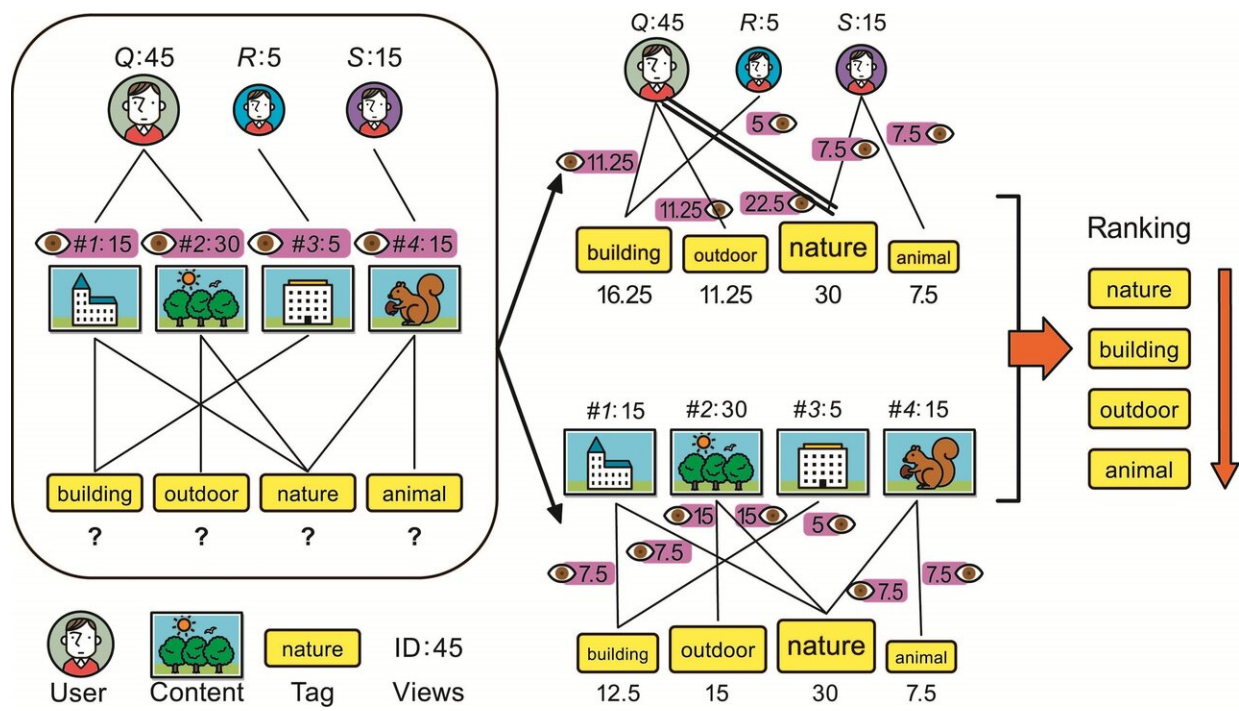 Q:45 R:5 S:15
#1:15 #2:30 #3:5 #4:15
building outdoor nature animal
? ? ? ?
User Content Tag Views
nature ID:45
Q:45 R:5 S:15
5 7.5
11.25 7.5
11.25 22.5
building outdoor nature animal
16.25 11.25 30 7.5
#1:15 #2:30 #3:5 #4:15
15 15 5
7.5 7.5 7.5 7.5
building outdoor nature animal
12.5 15 30 7.5
Ranking
nature
building
outdoor
animal